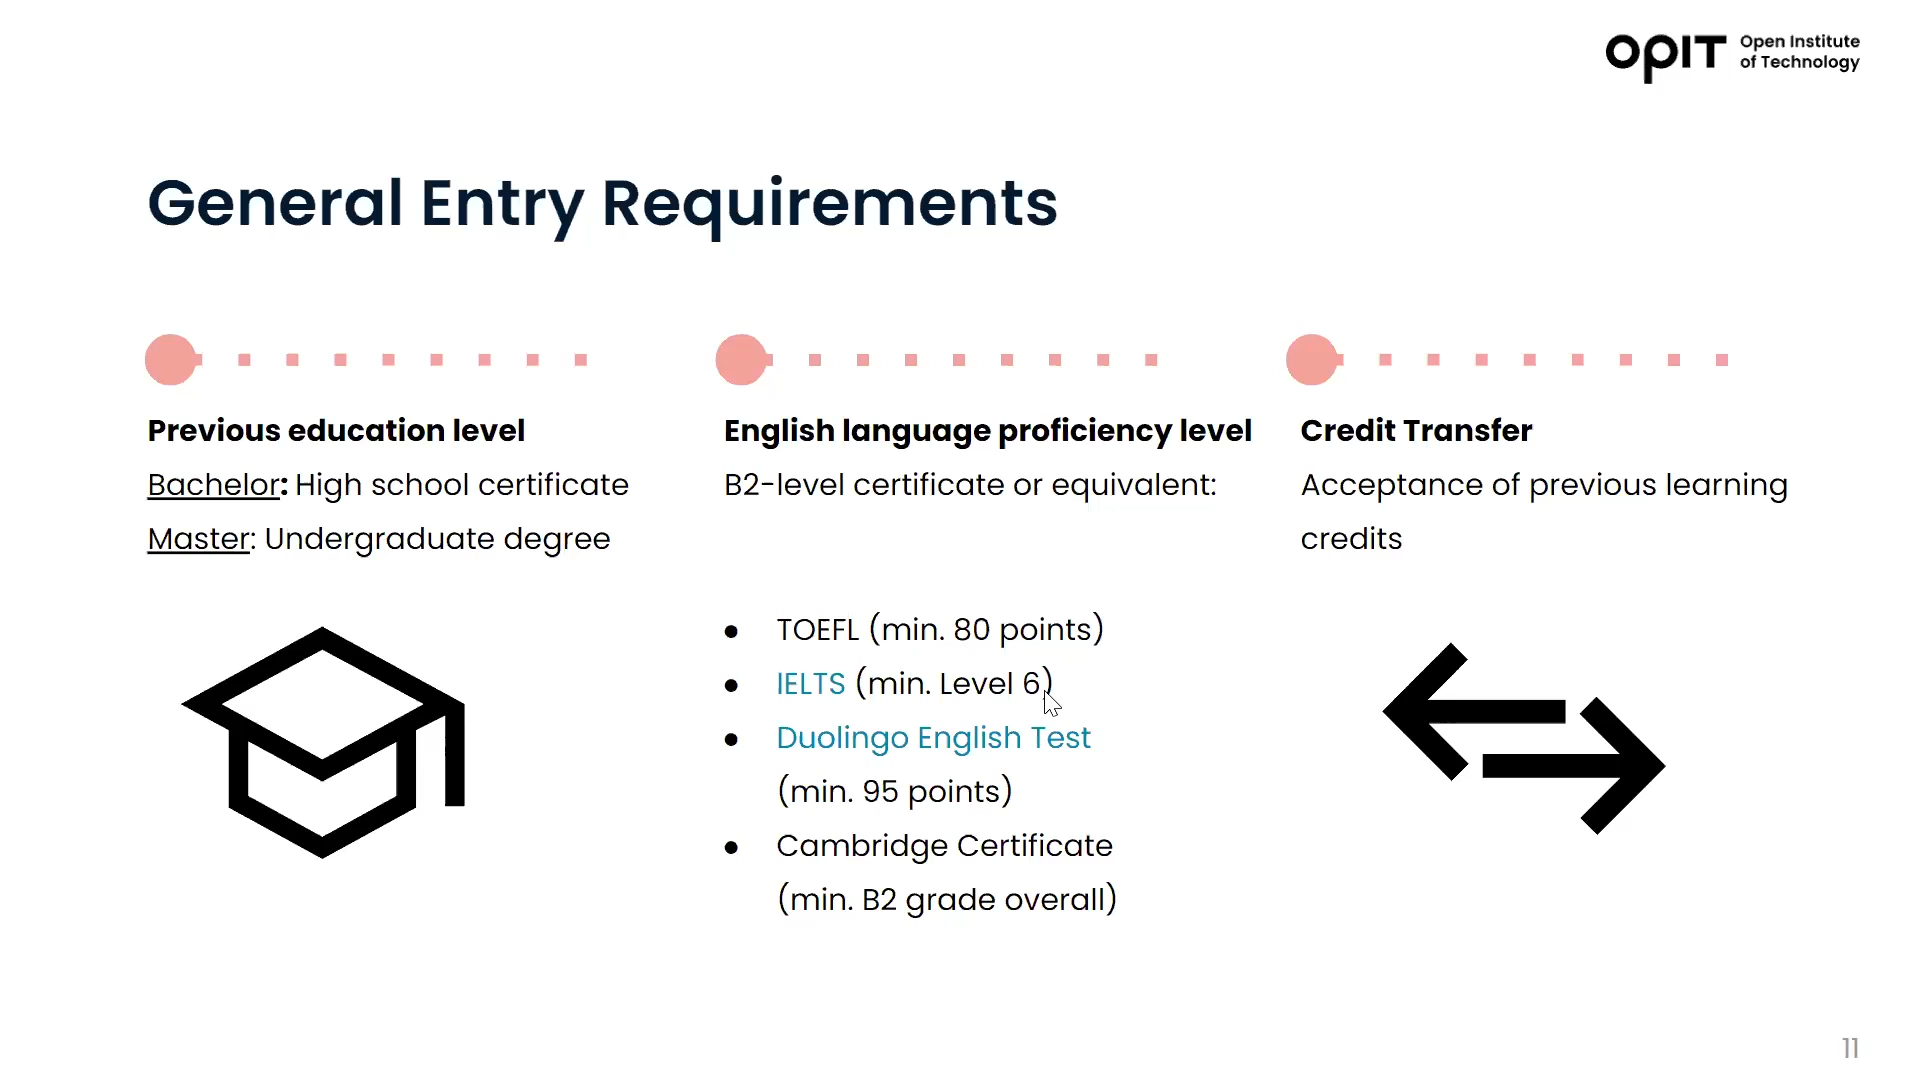 OPIT Open Institute
of Technology
General Entry Requirements
Previous education level
Bachelor: High school certificate
Master: Undergraduate degree
English language proficiency level
B2-level certificate or equivalent:
● TOEFL (min. 80 points)
● IELTS (min. Level 6)
● Duolingo English Test
(min. 95 points)
● Cambridge Certificate
(min. B2 grade overall)
Credit Transfer
Acceptance of previous learning
credits
11